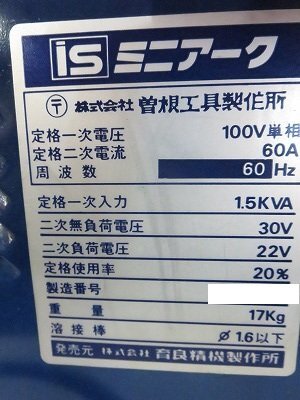 is ミニアーク
〒 株式会社 曽根工具製作所
定格一次電圧 100V単相
定格二次電流 60A
周波数 60 Hz
定格一次入力 1.5KVA
二次無負荷電圧 30V
二次負荷電圧 22V
定格使用率 20%
製造番号
重量 17Kg
溶接棒 ø1.6以下
発売元 株式会社 育良精機製作所